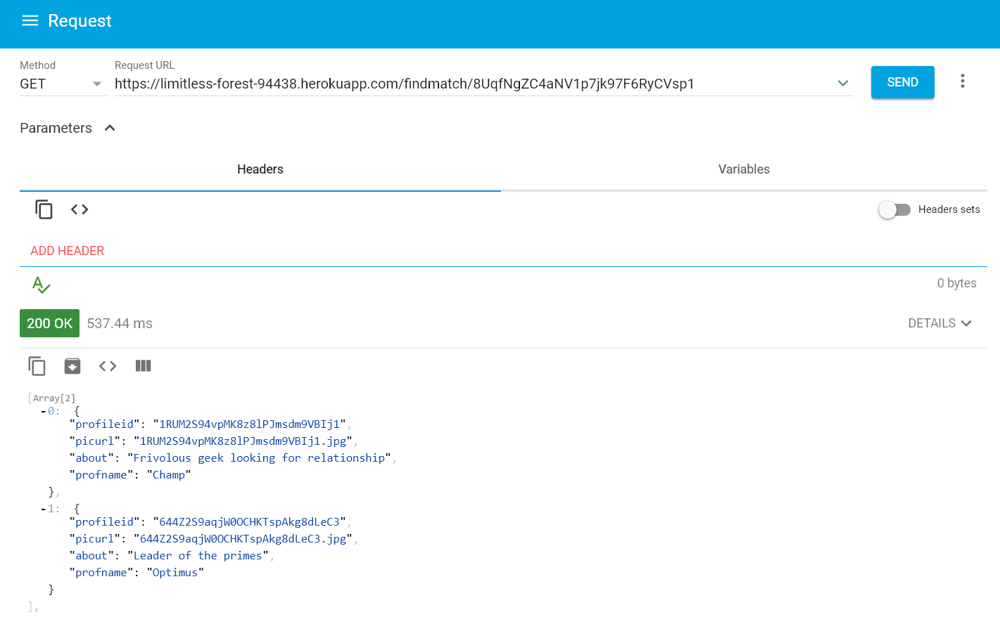 Request
Method
Request URL
GET
https://limitless-forest-94438.herokuapp.com/findmatch/8UqfNgZC4aNV1p7jk97F6RyCVsp1
SEND
Parameters
Headers
Variables
Headers sets
ADD HEADER
0 bytes
200 OK
537.44 ms
DETAILS
[Array[2]
-0: {
"profileid": "1RUM2S94vpMK8z8lPJmsdm9VBIj1",
"picurl": "1RUM2S94vpMK8z8lPJmsdm9VBIj1.jpg",
"about": "Frivolous geek looking for relationship",
"profname": "Champ"
},
-1: {
"profileid": "644Z2S9aqjW0OCHKTspAkg8dLeC3",
"picurl": "644Z2S9aqjW0OCHKTspAkg8dLeC3.jpg",
"about": "Leader of the primes",
"profname": "Optimus"
}
],